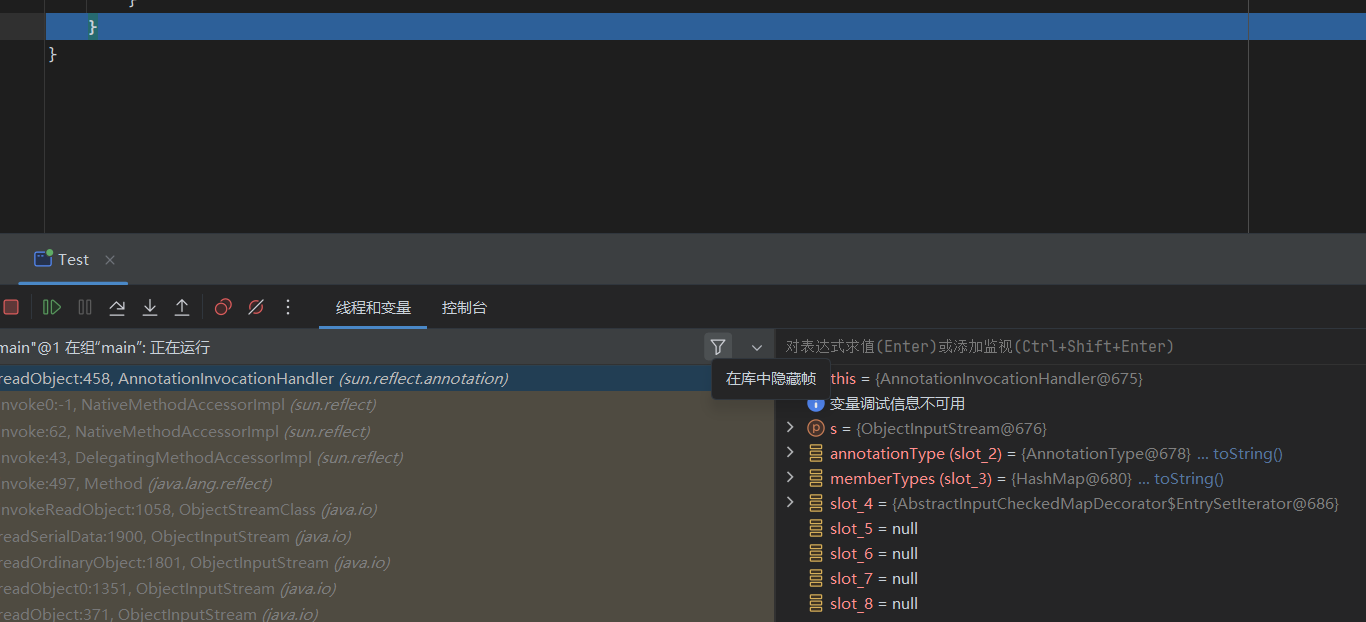 }
}
}
Test
线程和变量 控制台
main"@1 在组"main": 正在运行
对表达式求值(Enter)或添加监视(Ctrl+Shift+Enter)
在库中隐藏帧
readObject:458, AnnotationInvocationHandler (sun.reflect.annotation)
nvoke0:-1, NativeMethodAccessorImpl (sun.reflect)
nvoke:62, NativeMethodAccessorImpl (sun.reflect)
nvoke:43, DelegatingMethodAccessorImpl (sun.reflect)
nvoke:497, Method (java.lang.reflect)
nvokeReadObject:1058, ObjectStreamClass (java.io)
readSerialData:1900, ObjectInputStream (java.io)
readOrdinaryObject:1801, ObjectInputStream (java.io)
readObject0:1351, ObjectInputStream (java.io)
readObject:371, ObjectInputStream (java.io)
this = {AnnotationInvocationHandler@675}
变量调试信息不可用
s = {ObjectInputStream@676}
annotationType (slot_2) = {AnnotationType@678} ... toString()
memberTypes (slot_3) = {HashMap@680} ... toString()
slot_4 = {AbstractInputCheckedMapDecorator$EntrySetIterator@686}
slot_5 = null
slot_6 = null
slot_7 = null
slot_8 = null